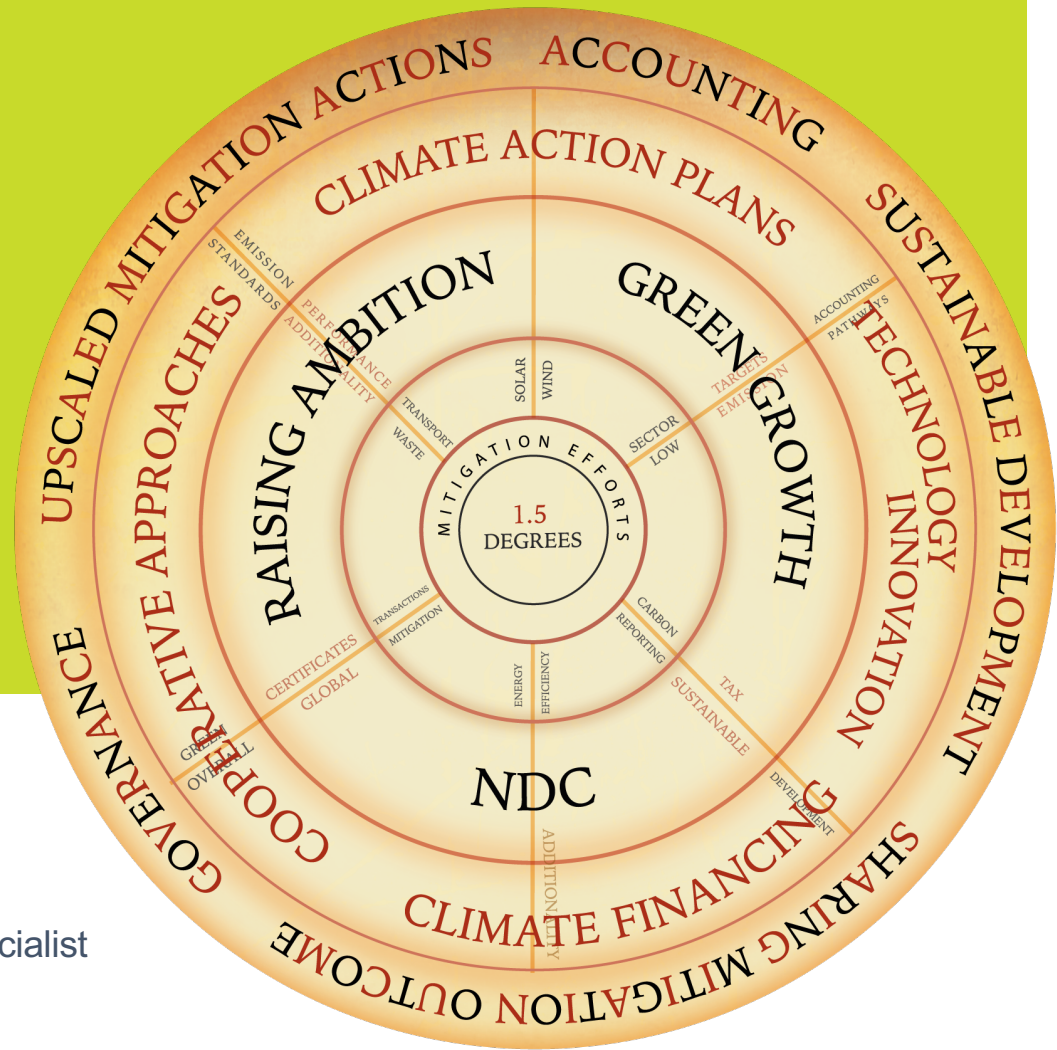 UPSCALED MITIGATION ACTIONS
ACCOUNTING
SUSTAINABLE DEVELOPMENT
SHARING MITIGATION OUTCOME
GOVERNANCE
CLIMATE ACTION PLANS
TECHNOLOGY
INNOVATION
CLIMATE FINANCING
COOPERATIVE APPROACHES
RAISING AMBITION
GREEN GROWTH
NDC
MITIGATION EFFORTS
1.5
DEGREES
SOLAR
WIND
ACCOUNTING
PATHWAYS
TARGETS
EMISSION
SECTOR
LOW
CARBON
REPORTING
TAX
SUSTAINABLE
DEVELOPMENT
ENERGY
EFFICIENCY
ADDITIONALITY
TRANSACTIONS
MITIGATION
CERTIFICATES
GLOBAL
GREEN
OVERALL
EMISSION
STANDARDS
PERFORMANCE
ADDITIONALITY
TRANSPORT
WASTE
cialist